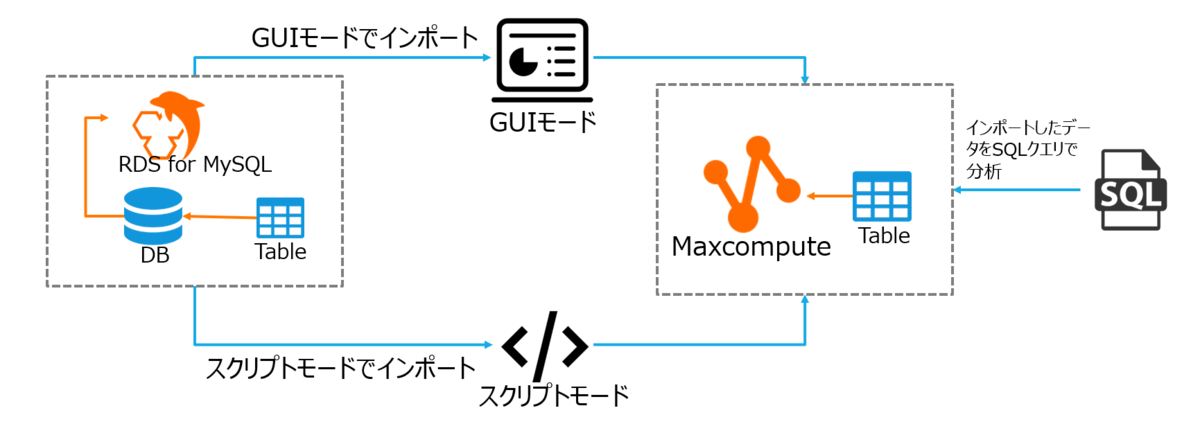 GUIモードでインポート
GUIモード
RDS for MySQL
DB
Table
Maxcompute
Table
インポートしたデー
タをSQLクエリで
分析
SQL
スクリプトモードでインポート
スクリプトモード